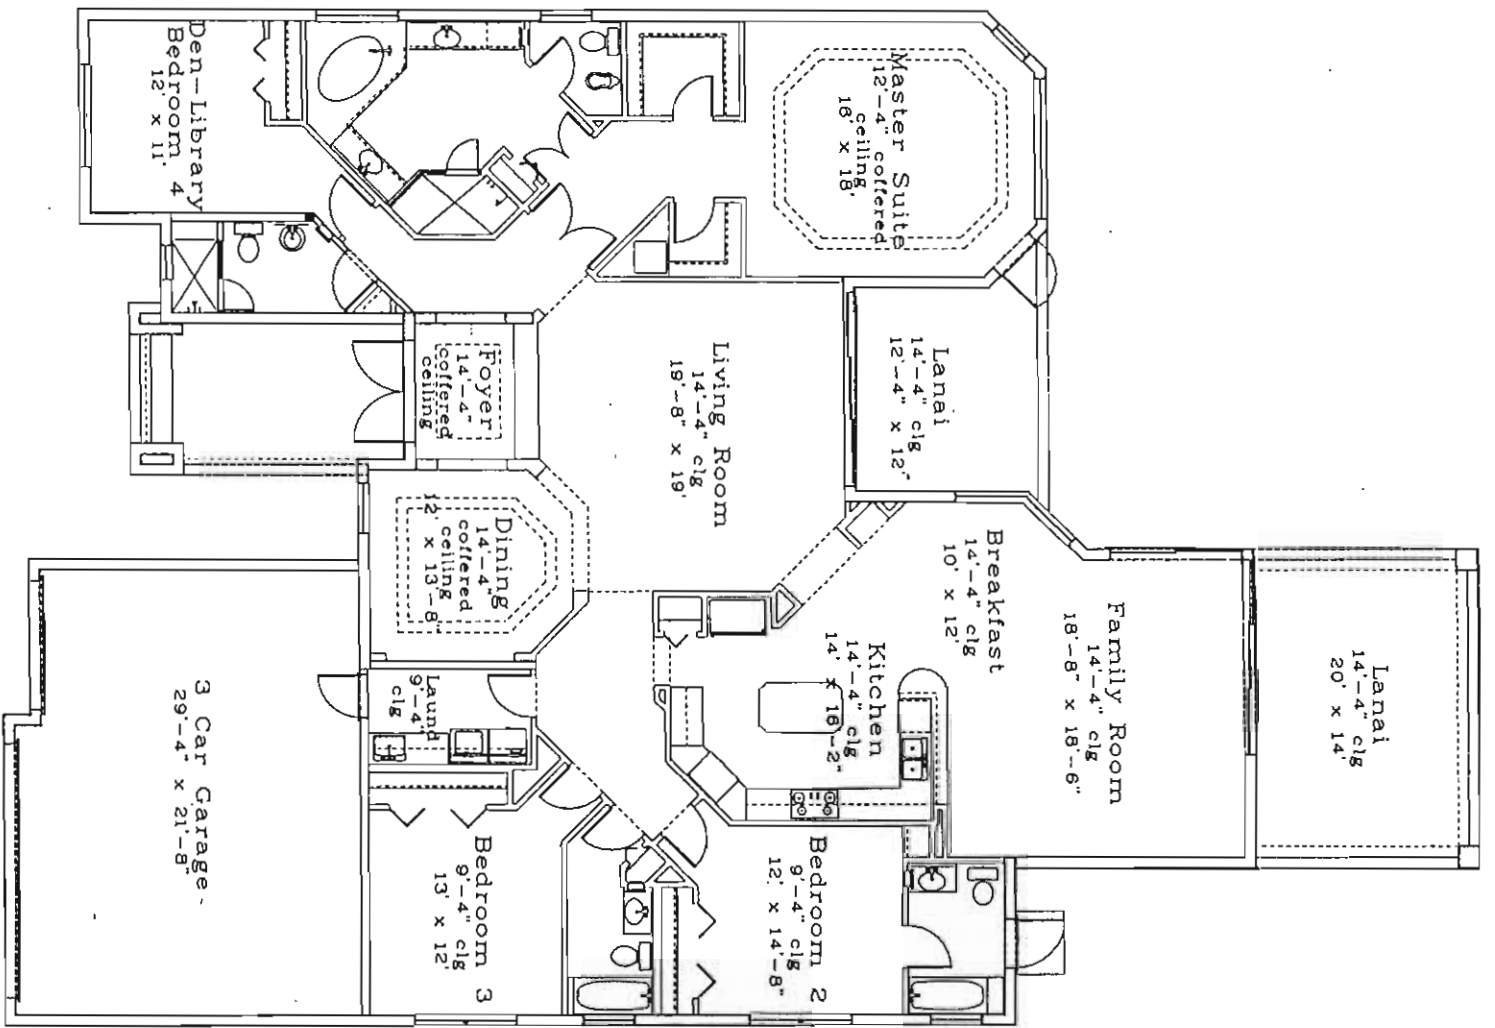 Lanai
14'-4" clg
20' x 14'
Family Room
14'-4" clg
18'-8" x 18'-6"
Master Suite
12'-4" coffered
ceiling
16' x 18'
Lanai
14'-4" clg
12'-4" x 12'
Breakfast
14'-4" clg
10' x 12'
Kitchen
14'-4" clg
14' x 16'-2"
Living Room
14'-4" clg
19'-8" x 19'
Bedroom 2
9'-4" clg
12' x 14'-8"
Foyer
14'-4"
coffered
ceiling
Dining
14'-4"
coffered
ceiling
12' x 13'-8"
Laund
9'-4"
clg
Bedroom 3
9'-4" clg
13' x 12'
Den-Library
Bedroom 4
12' x 11'
3 Car Garage
29'-4" x 21'-8"